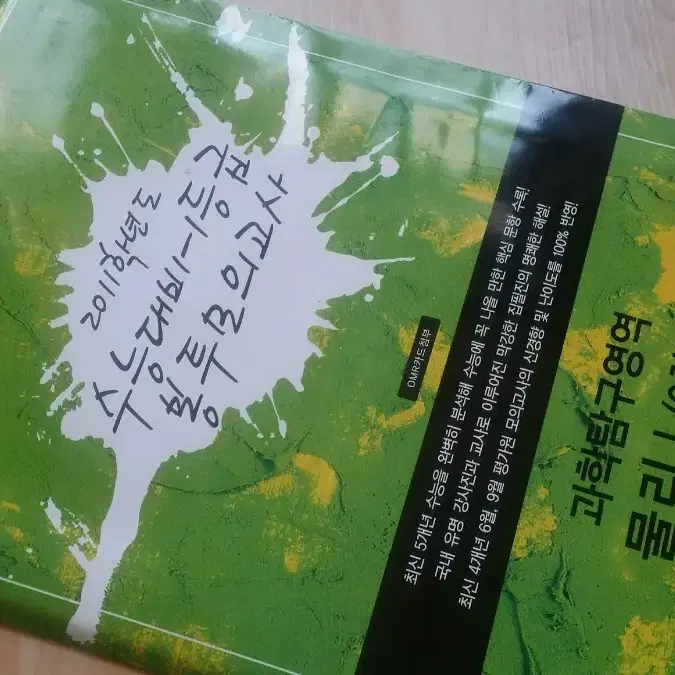 2011학년도
수능대비 1등급
필투 모의고사
OMR카드첨부
최신 5개년 수능을 완벽히 분석해 수능에 꼭 나올 만한 핵심 문항 수록!
국내 유명 강사진과 교사로 이루어진 막강한 집필진의 명쾌한 해설!
최신 4개년 6월, 9월 평가원 모의고사의 신경향 및 난이도를 100% 반영!
과학탐구영역
물리 I